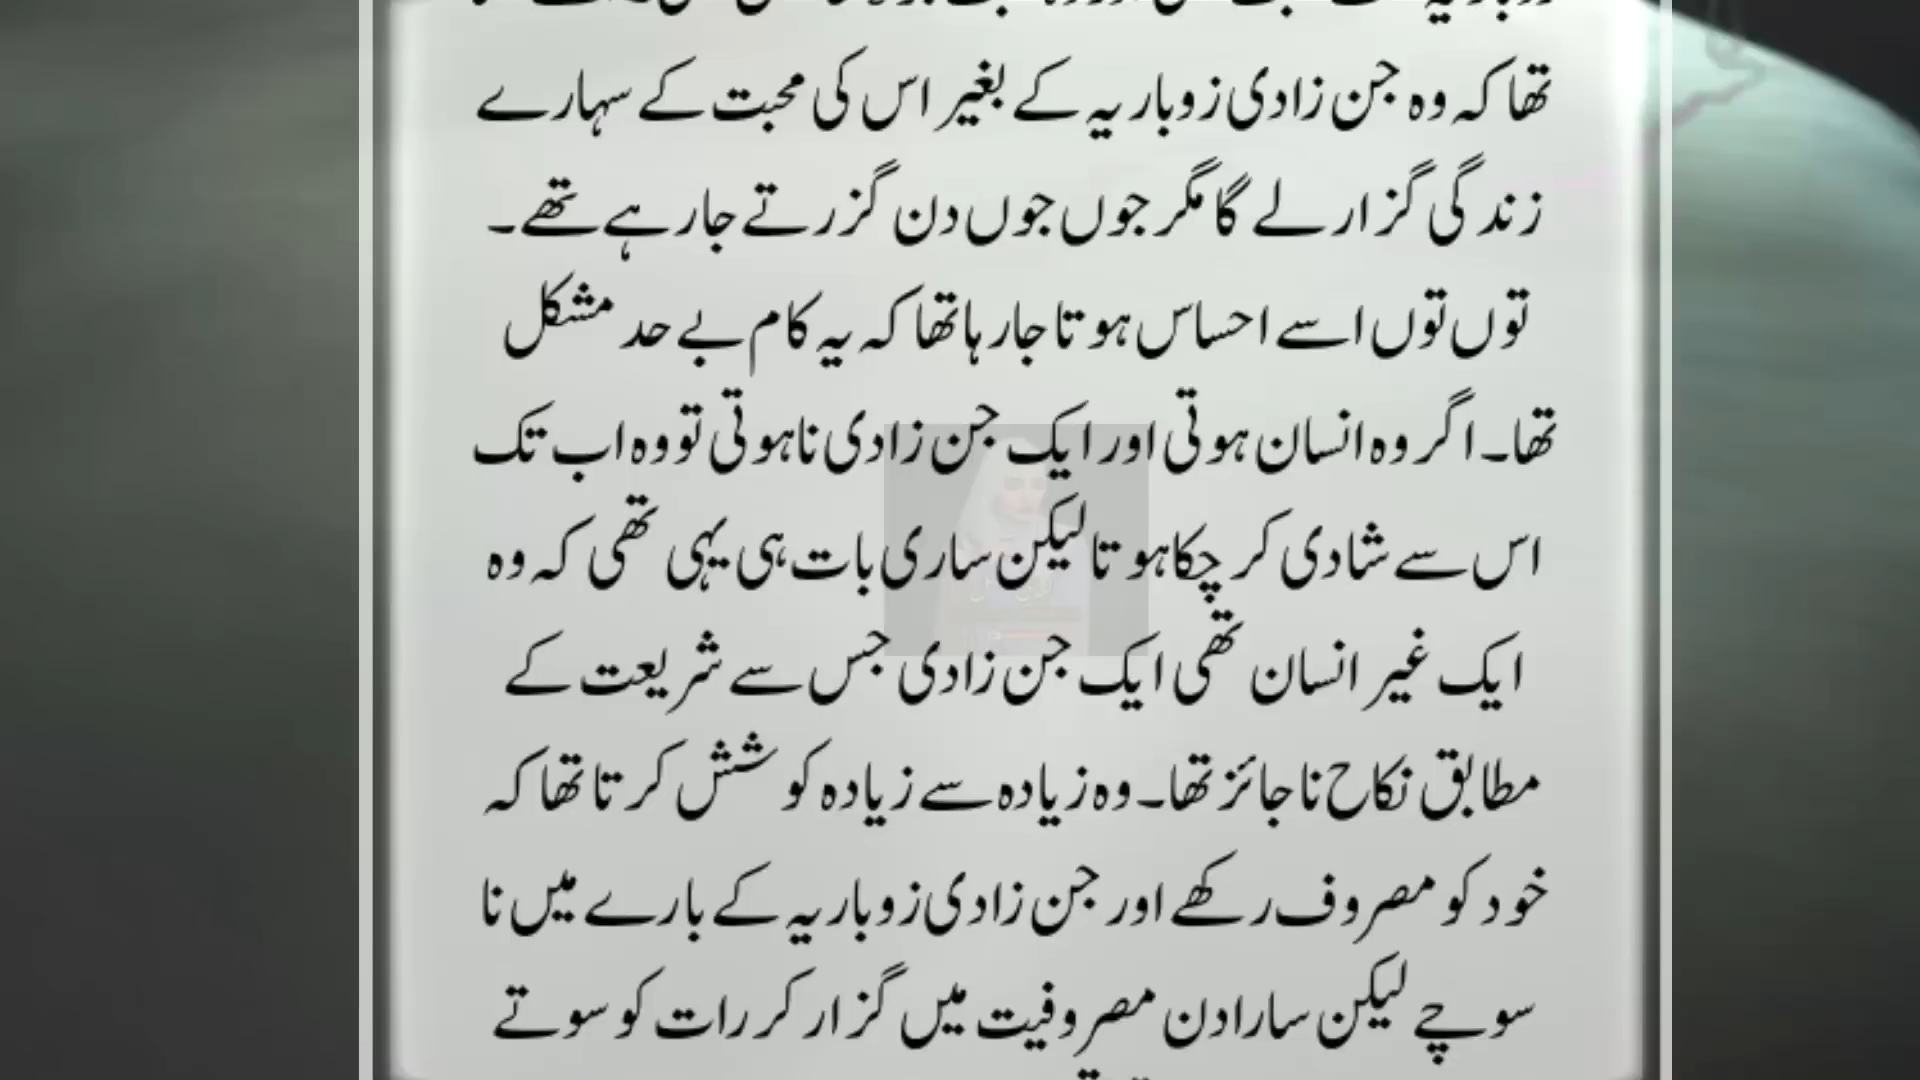 تھا کہ وہ جن زادی زوباریہ کے بغیر اس کی محبت کے سہارے
زندگی گزار لے گا مگر جوں جوں دن گزرتے جا رہے تھے۔
توں توں اسے احساس ہوتا جا رہا تھا کہ یہ کام بے حد مشکل
تھا۔ اگر وہ انسان ہوتی اور ایک جن زادی نا ہوتی تو وہ اب تک
اس سے شادی کر چکا ہوتا لیکن ساری بات ہی یہی تھی کہ وہ
ایک غیر انسان تھی ایک جن زادی جس سے شریعت کے
مطابق نکاح ناجائز تھا۔ وہ زیادہ سے زیادہ کوشش کرتا تھا کہ
خود کو مصروف رکھے اور جن زادی زوباریہ کے بارے میں نا
سوچے لیکن سارا دن مصروفیت میں گزار کر رات کو سوتے